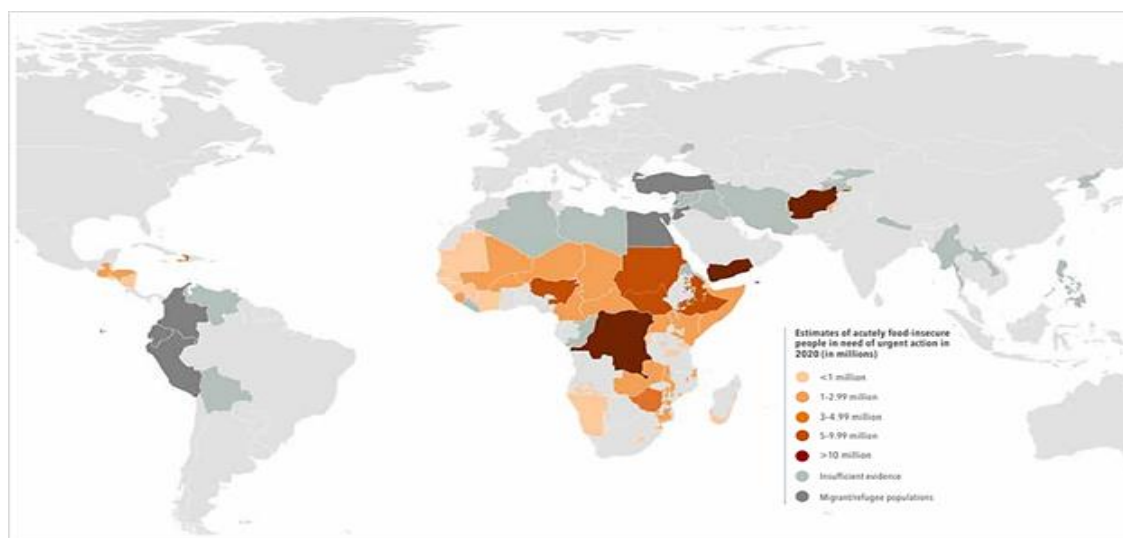 Estimates of acutely food-insecure
people in need of urgent action in
2020 (in millions)
<1 million
1-2.99 million
3-4.99 million
5-9.99 million
>10 million
Insufficient evidence
Migrant/refugee populations